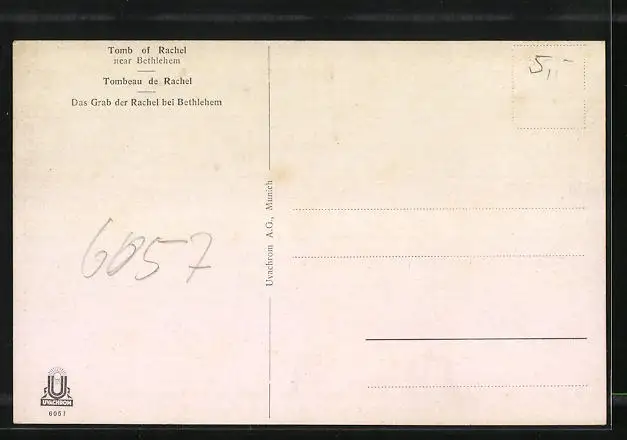 Tomb of Rachel
near Bethlehem
Tombeau de Rachel
Das Grab der Rachel bei Bethlehem
5,-
Uvachrom A.G., Munich
6057
U
UVACHROM
6057